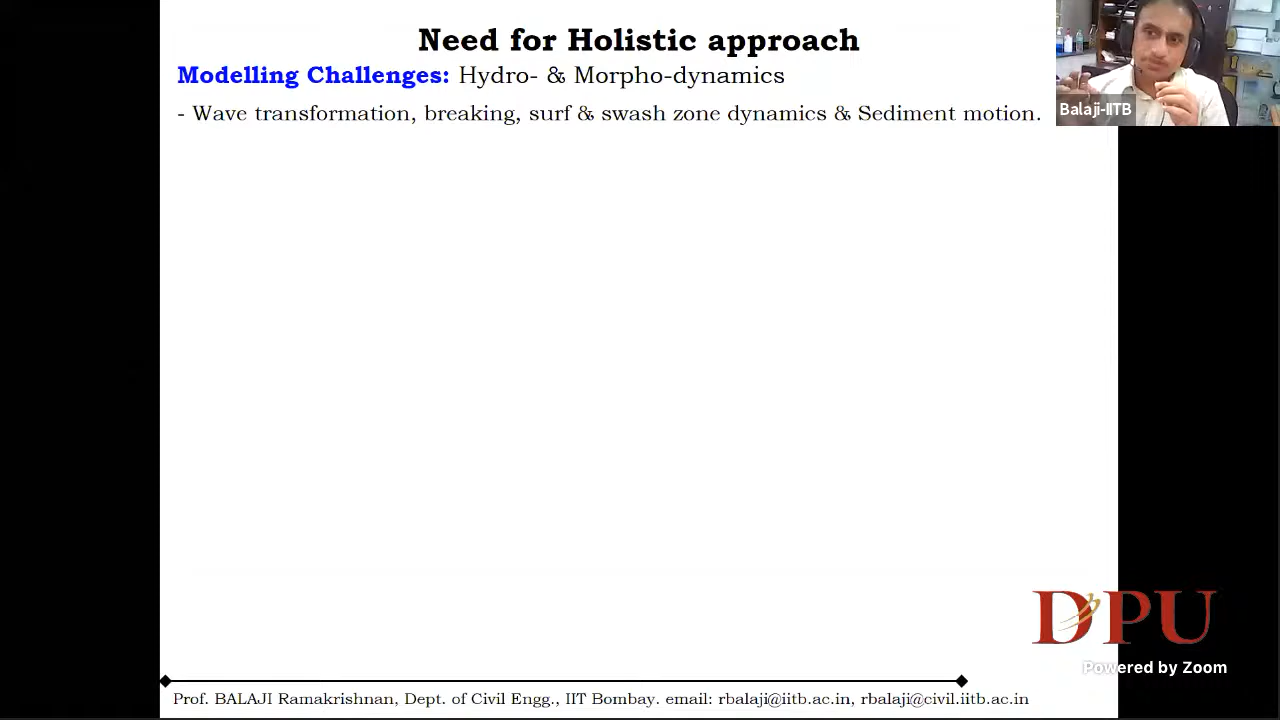 Need for Holistic approach
Modelling Challenges: Hydro- & Morpho-dynamics
- Wave transformation, breaking, surf & swash zone dynamics & Sediment motion.
Balaji-IITB
DPU
Powered by Zoom
Prof. BALAJI Ramakrishnan, Dept. of Civil Engg., IIT Bombay. email: rbalaji@iitb.ac.in, rbalaji@civil.iitb.ac.in